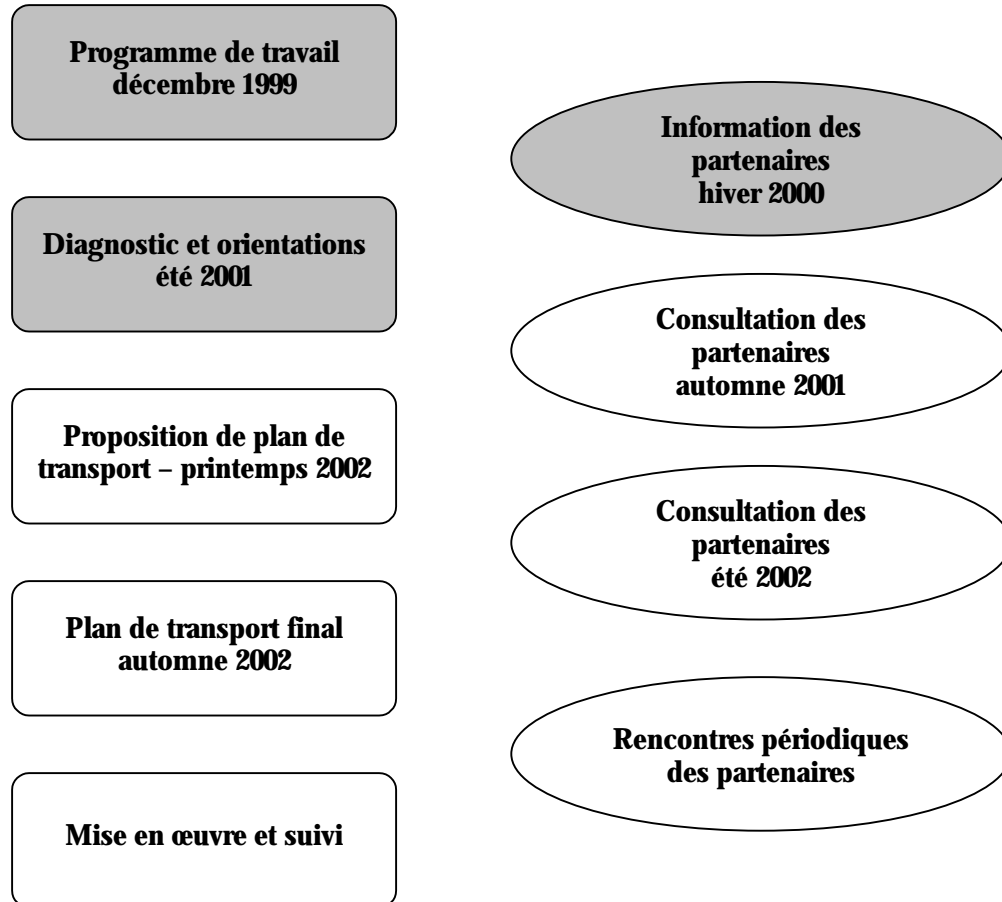 Programme de travail
décembre 1999
Information des
partenaires
hiver 2000
Diagnostic et orientations
été 2001
Consultation des
partenaires
automne 2001
Proposition de plan de
transport – printemps 2002
Consultation des
partenaires
été 2002
Plan de transport final
automne 2002
Rencontres périodiques
des partenaires
Mise en œuvre et suivi